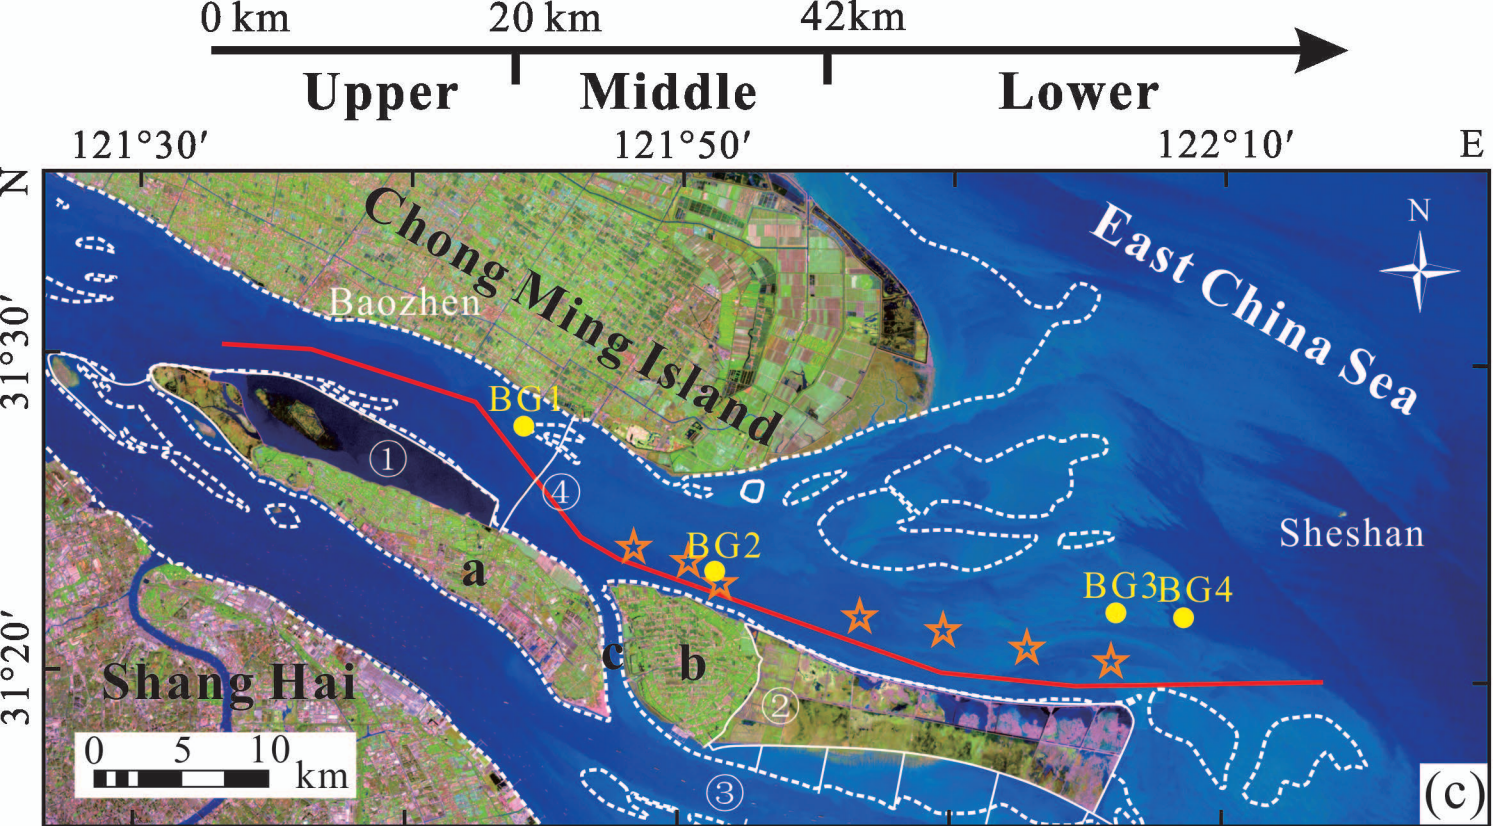 0 km 20 km 42km
Upper Middle Lower
121°30′ 121°50′ 122°10′ E
N
Chong Ming Island
East China Sea
N
Baozhen
31°30′
BG1
①
④
Sheshan
BG2
a
BG3 BG4
31°20′
c
b
Shang Hai
②
0 5 10
km
③
(c)